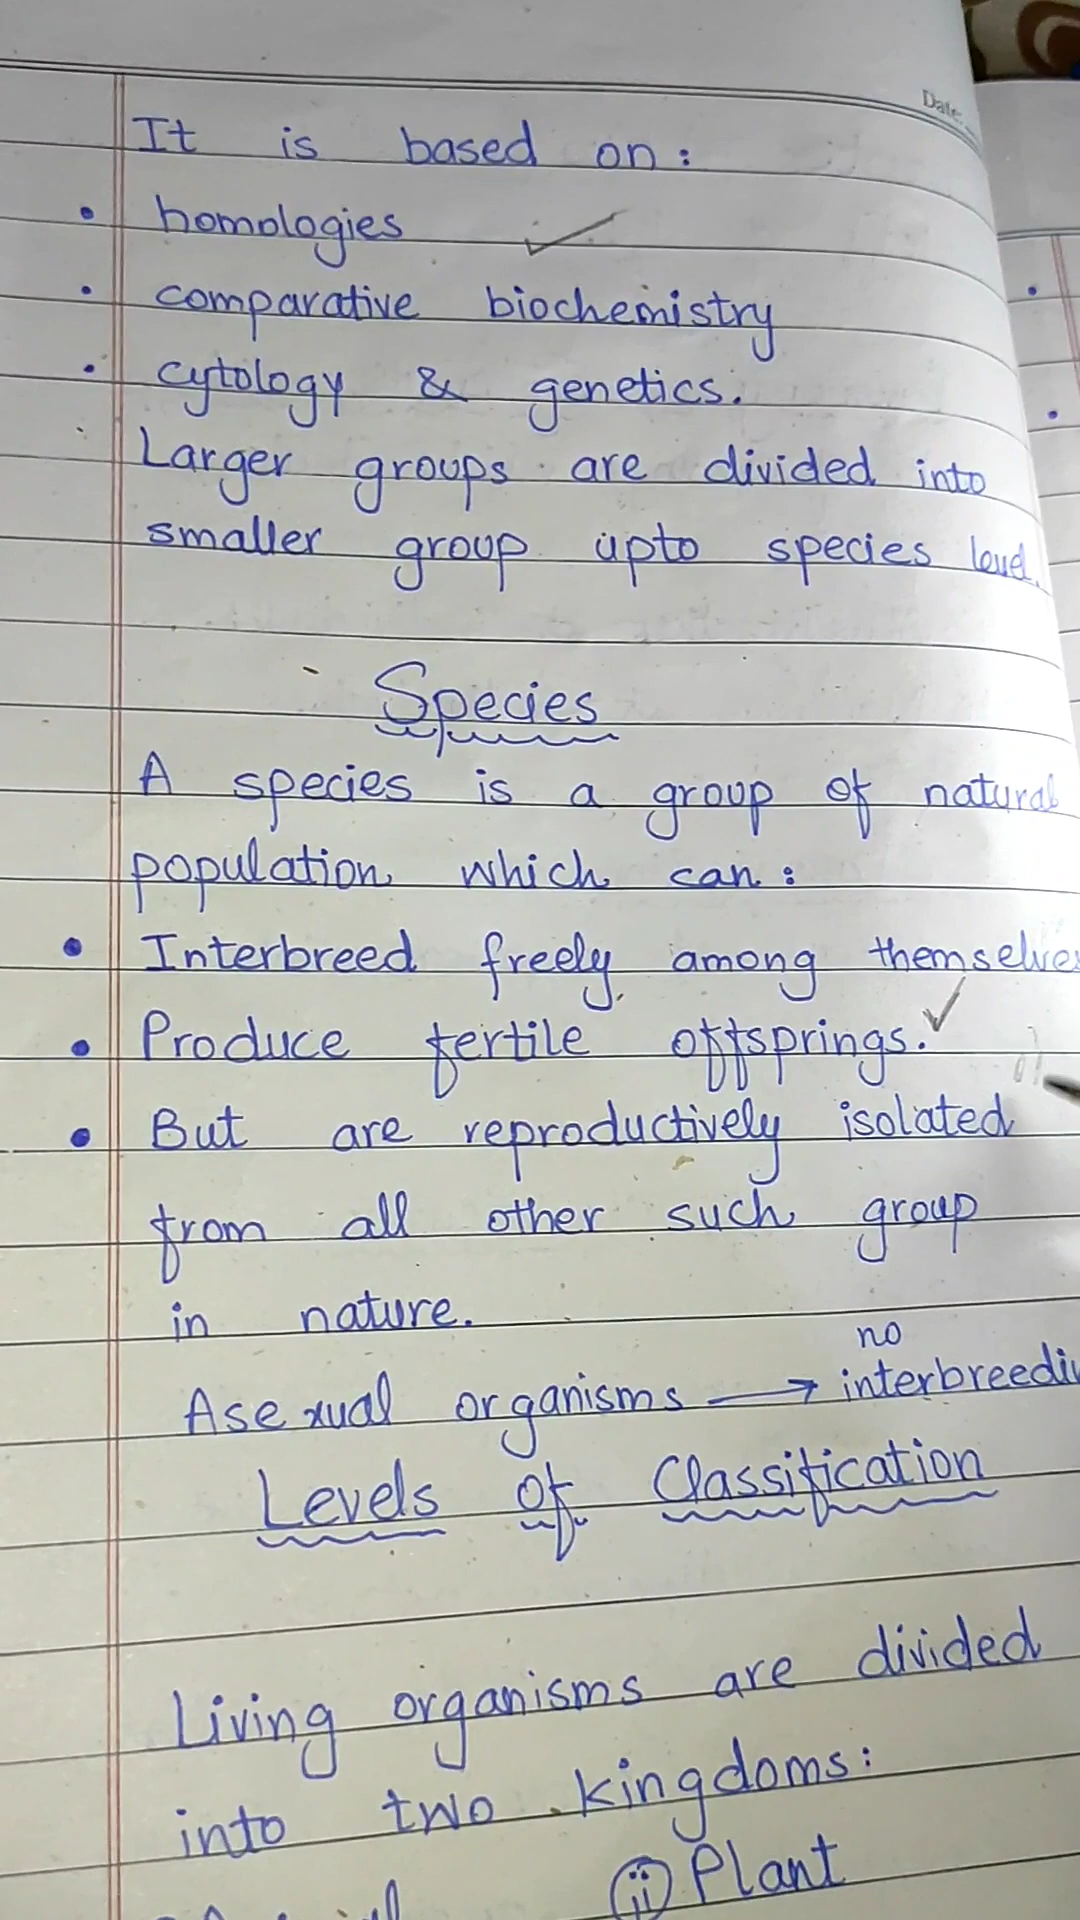 Date:
It is based on:
• homologies
• comparative biochemistry
• cytology & genetics.
Larger groups are divided into
smaller group upto species level.
Species
A species is a group of natural
population which can:
• Interbreed freely among themselves
• Produce fertile offsprings.
• But are reproductively isolated
from all other such group
in nature.
no
Asexual organisms → interbreedin
Levels of Classification
Living organisms are divided
into two kingdoms:
(ii) Plant